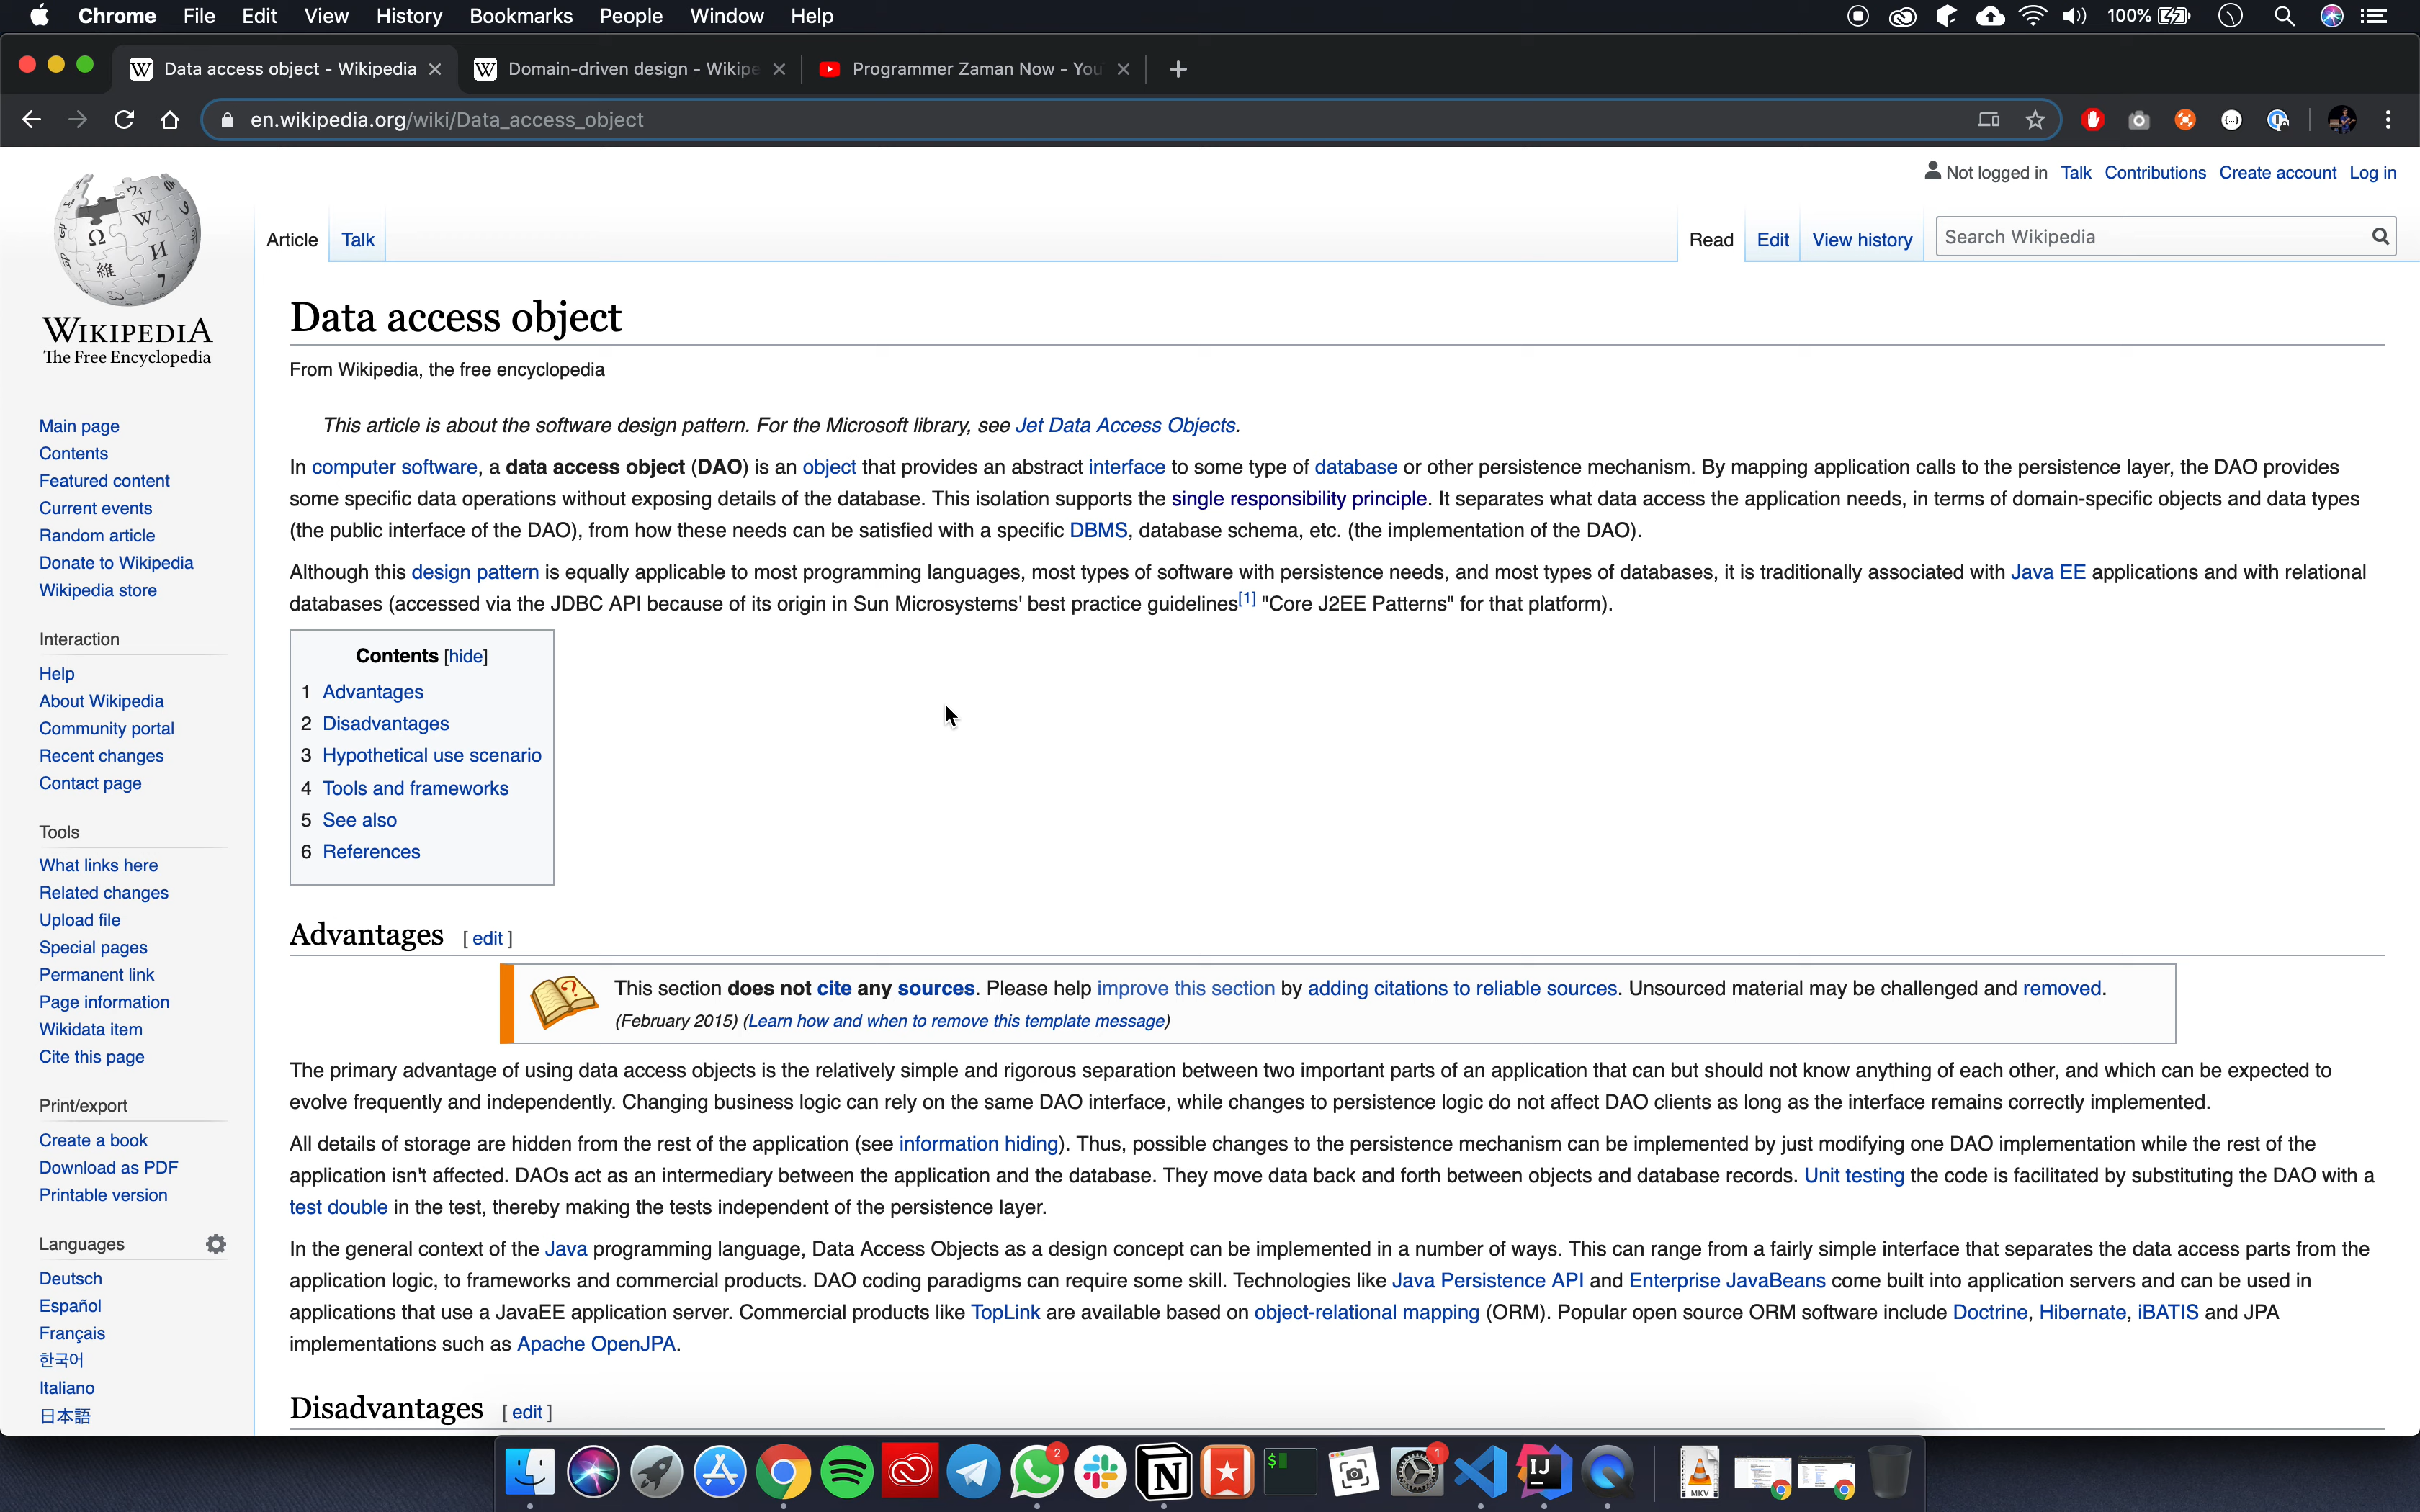 Chrome File Edit View History Bookmarks People Window Help 100%
Data access object - Wikipedia Domain-driven design - Wikipe Programmer Zaman Now - You
en.wikipedia.org/wiki/Data_access_object
Not logged in Talk Contributions Create account Log in
Article Talk Read Edit View history Search Wikipedia
WIKIPEDIA
The Free Encyclopedia
Main page
Contents
Featured content
Current events
Random article
Donate to Wikipedia
Wikipedia store
Interaction
Help
About Wikipedia
Community portal
Recent changes
Contact page
Tools
What links here
Related changes
Upload file
Special pages
Permanent link
Page information
Wikidata item
Cite this page
Print/export
Create a book
Download as PDF
Printable version
Languages
Deutsch
Español
Français
한국어
Italiano
日本語
Data access object
From Wikipedia, the free encyclopedia
This article is about the software design pattern. For the Microsoft library, see Jet Data Access Objects.
In computer software, a data access object (DAO) is an object that provides an abstract interface to some type of database or other persistence mechanism. By mapping application calls to the persistence layer, the DAO provides
some specific data operations without exposing details of the database. This isolation supports the single responsibility principle. It separates what data access the application needs, in terms of domain-specific objects and data types
(the public interface of the DAO), from how these needs can be satisfied with a specific DBMS, database schema, etc. (the implementation of the DAO).
Although this design pattern is equally applicable to most programming languages, most types of software with persistence needs, and most types of databases, it is traditionally associated with Java EE applications and with relational
databases (accessed via the JDBC API because of its origin in Sun Microsystems' best practice guidelines[1] "Core J2EE Patterns" for that platform).
Contents [hide]
1 Advantages
2 Disadvantages
3 Hypothetical use scenario
4 Tools and frameworks
5 See also
6 References
Advantages [ edit ]
This section does not cite any sources. Please help improve this section by adding citations to reliable sources. Unsourced material may be challenged and removed.
(February 2015) (Learn how and when to remove this template message)
The primary advantage of using data access objects is the relatively simple and rigorous separation between two important parts of an application that can but should not know anything of each other, and which can be expected to
evolve frequently and independently. Changing business logic can rely on the same DAO interface, while changes to persistence logic do not affect DAO clients as long as the interface remains correctly implemented.
All details of storage are hidden from the rest of the application (see information hiding). Thus, possible changes to the persistence mechanism can be implemented by just modifying one DAO implementation while the rest of the
application isn't affected. DAOs act as an intermediary between the application and the database. They move data back and forth between objects and database records. Unit testing the code is facilitated by substituting the DAO with a
test double in the test, thereby making the tests independent of the persistence layer.
In the general context of the Java programming language, Data Access Objects as a design concept can be implemented in a number of ways. This can range from a fairly simple interface that separates the data access parts from the
application logic, to frameworks and commercial products. DAO coding paradigms can require some skill. Technologies like Java Persistence API and Enterprise JavaBeans come built into application servers and can be used in
applications that use a JavaEE application server. Commercial products like TopLink are available based on object-relational mapping (ORM). Popular open source ORM software include Doctrine, Hibernate, iBATIS and JPA
implementations such as Apache OpenJPA.
Disadvantages [ edit ]
2 1 IJ MKV